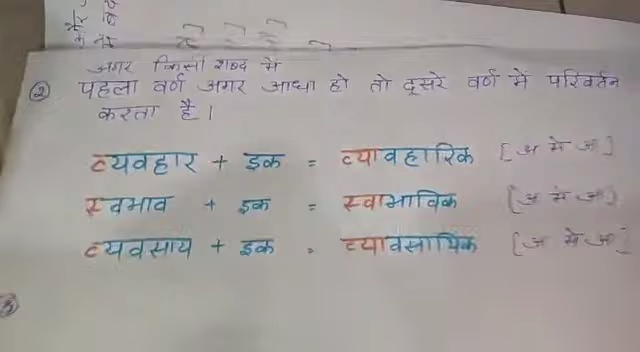 अगर किसी शब्द में
② पहला वर्ण अगर आधा हो तो दूसरे वर्ण में परिवर्तन
करता है।
व्यवहार + इक = व्यावहारिक [अ में आ]
स्वभाव + इक = स्वाभाविक [अ में आ]
व्यवसाय + इक = व्यावसायिक [अ में आ]